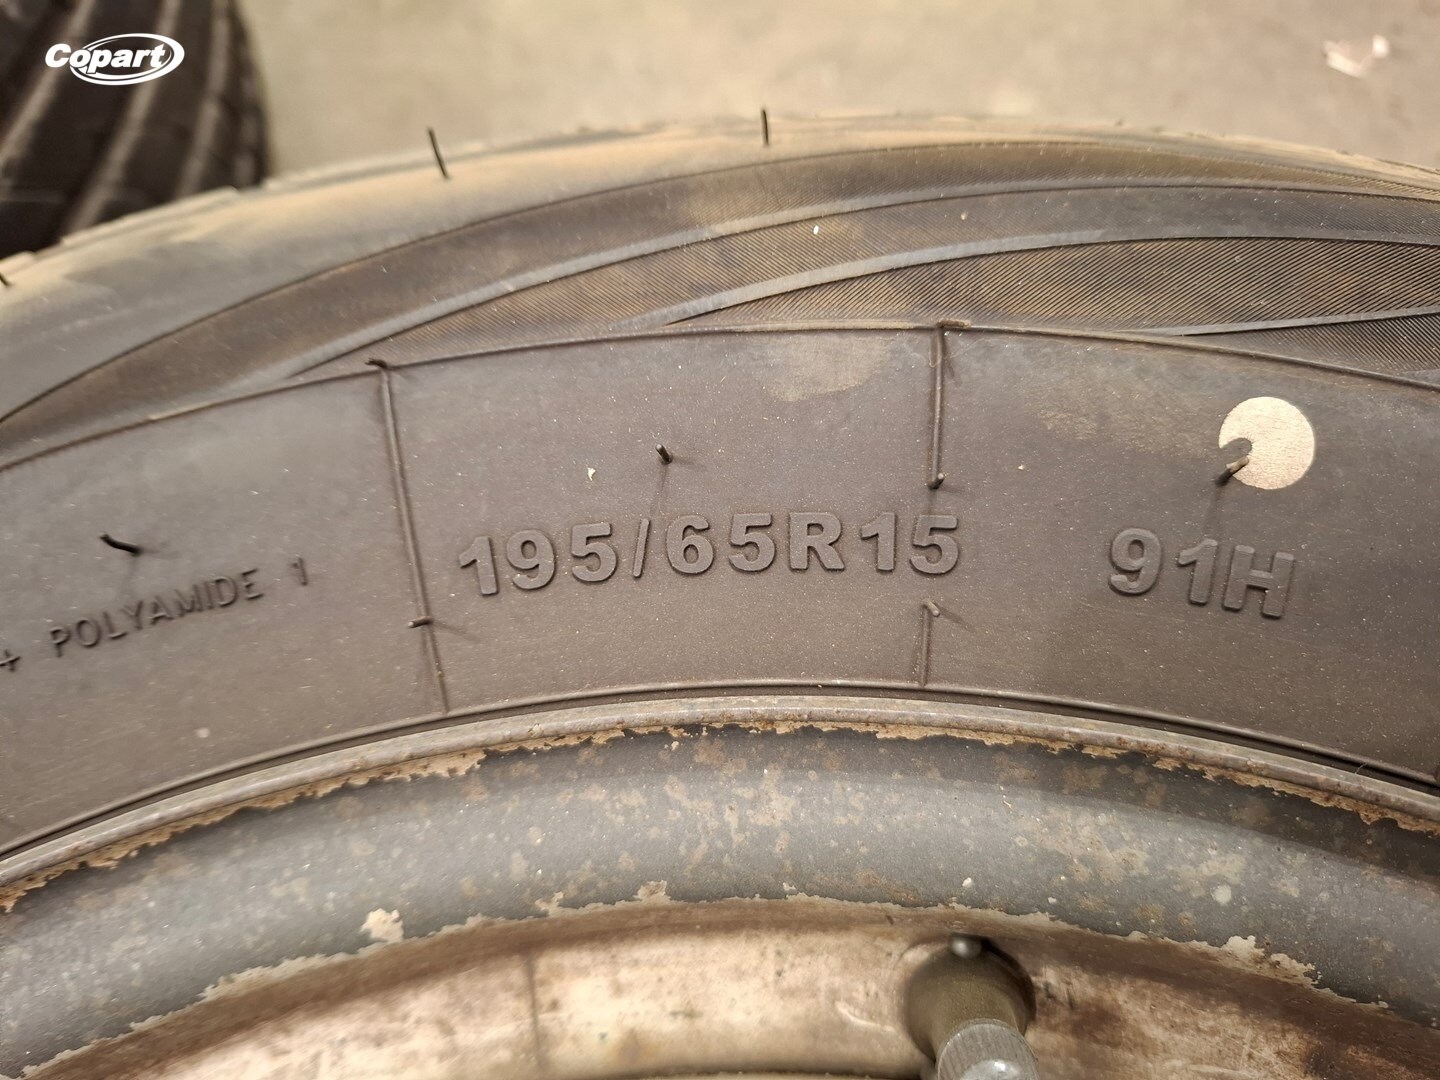 Copart
195/65R15 91H
+ POLYAMIDE 1